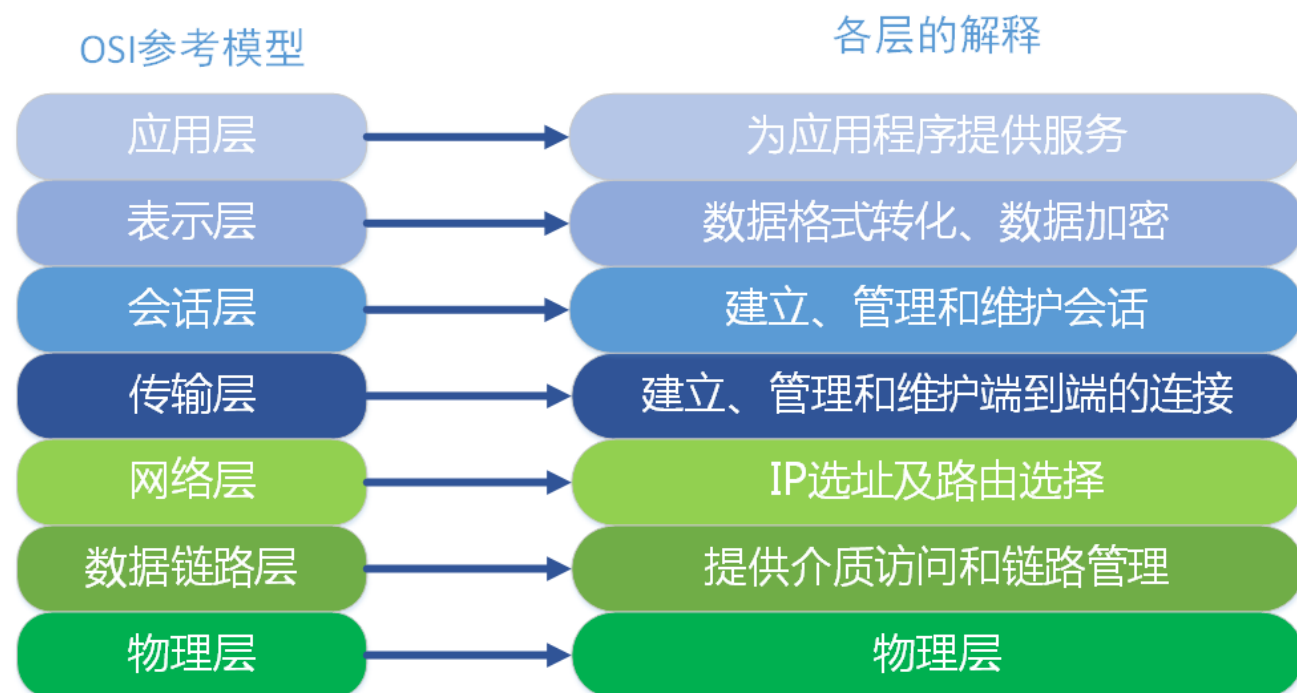 OSI参考模型 各层的解释
应用层 为应用程序提供服务
表示层 数据格式转化、数据加密
会话层 建立、管理和维护会话
传输层 建立、管理和维护端到端的连接
网络层 IP选址及路由选择
数据链路层 提供介质访问和链路管理
物理层 物理层